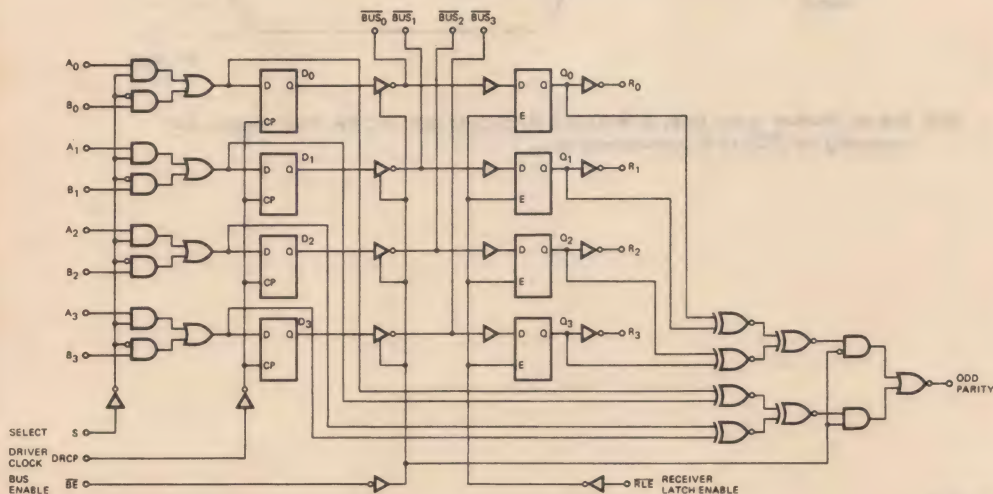 BUS0 BUS1 BUS2 BUS3
A0 D0 Q0
D Q D Q R0
B0 CP E
A1 D1 Q1
D Q D Q R1
B1 CP E
A2 D2 Q2
D Q D Q R2
B2 CP E
A3 D3 Q3
D Q D Q R3
B3 CP E
ODD
PARITY
SELECT S
DRIVER
CLOCK DRCP
BUS
ENABLE BE
RLE RECEIVER
LATCH ENABLE